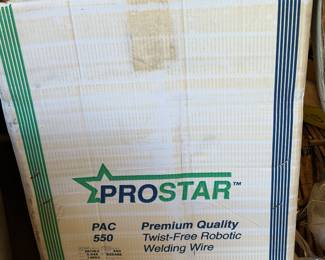 PROSTAR™
PAC Premium Quality
550 Twist-Free Robotic
Welding Wire